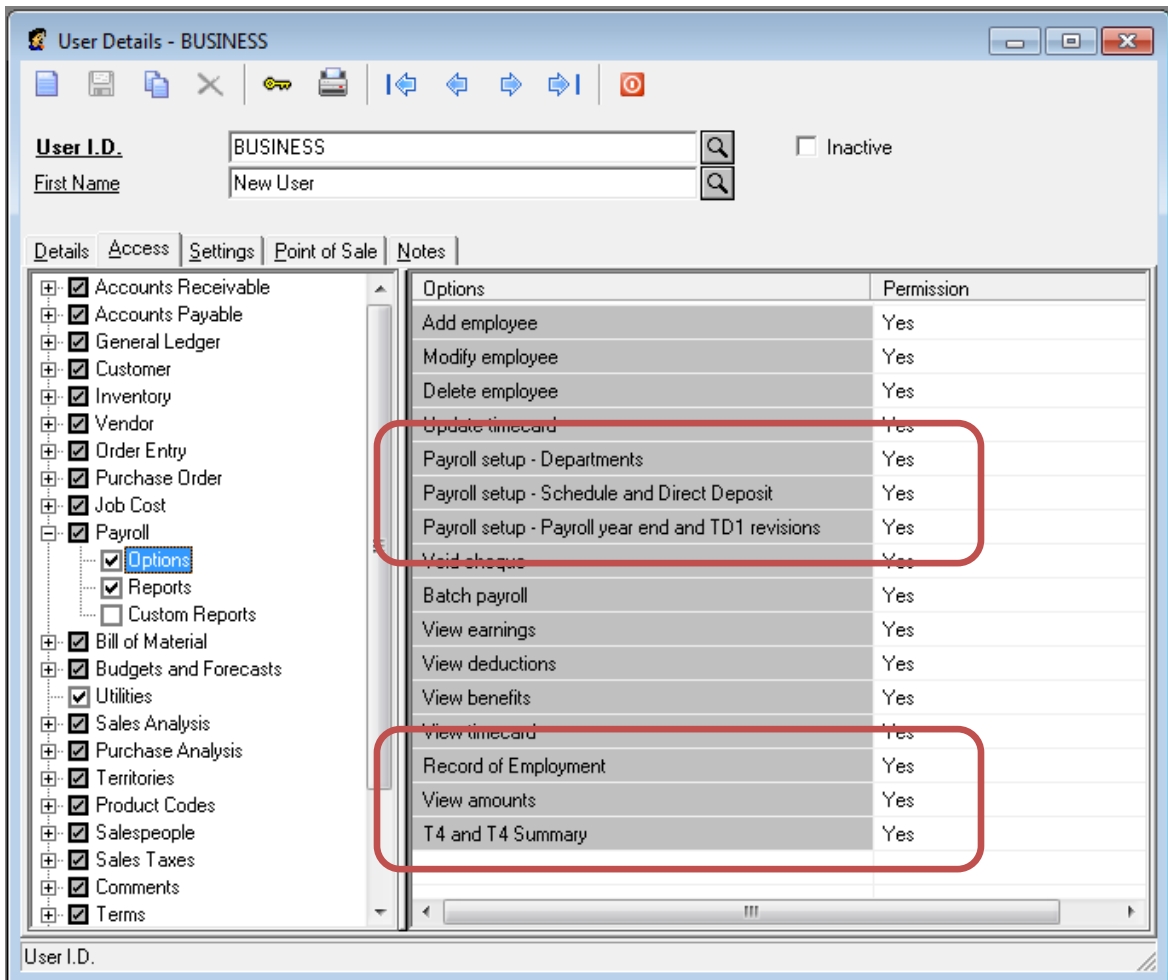 User Details - BUSINESS
User I.D. BUSINESS Inactive
First Name New User
Details Access Settings Point of Sale Notes
Accounts Receivable
Accounts Payable
General Ledger
Customer
Inventory
Vendor
Order Entry
Purchase Order
Job Cost
Payroll
Options
Reports
Custom Reports
Bill of Material
Budgets and Forecasts
Utilities
Sales Analysis
Purchase Analysis
Territories
Product Codes
Salespeople
Sales Taxes
Comments
Terms
Options Permission
Add employee Yes
Modify employee Yes
Delete employee Yes
Update timecard Yes
Payroll setup - Departments Yes
Payroll setup - Schedule and Direct Deposit Yes
Payroll setup - Payroll year end and TD1 revisions Yes
Void cheque Yes
Batch payroll Yes
View earnings Yes
View deductions Yes
View benefits Yes
View timecard Yes
Record of Employment Yes
View amounts Yes
T4 and T4 Summary Yes
User I.D.